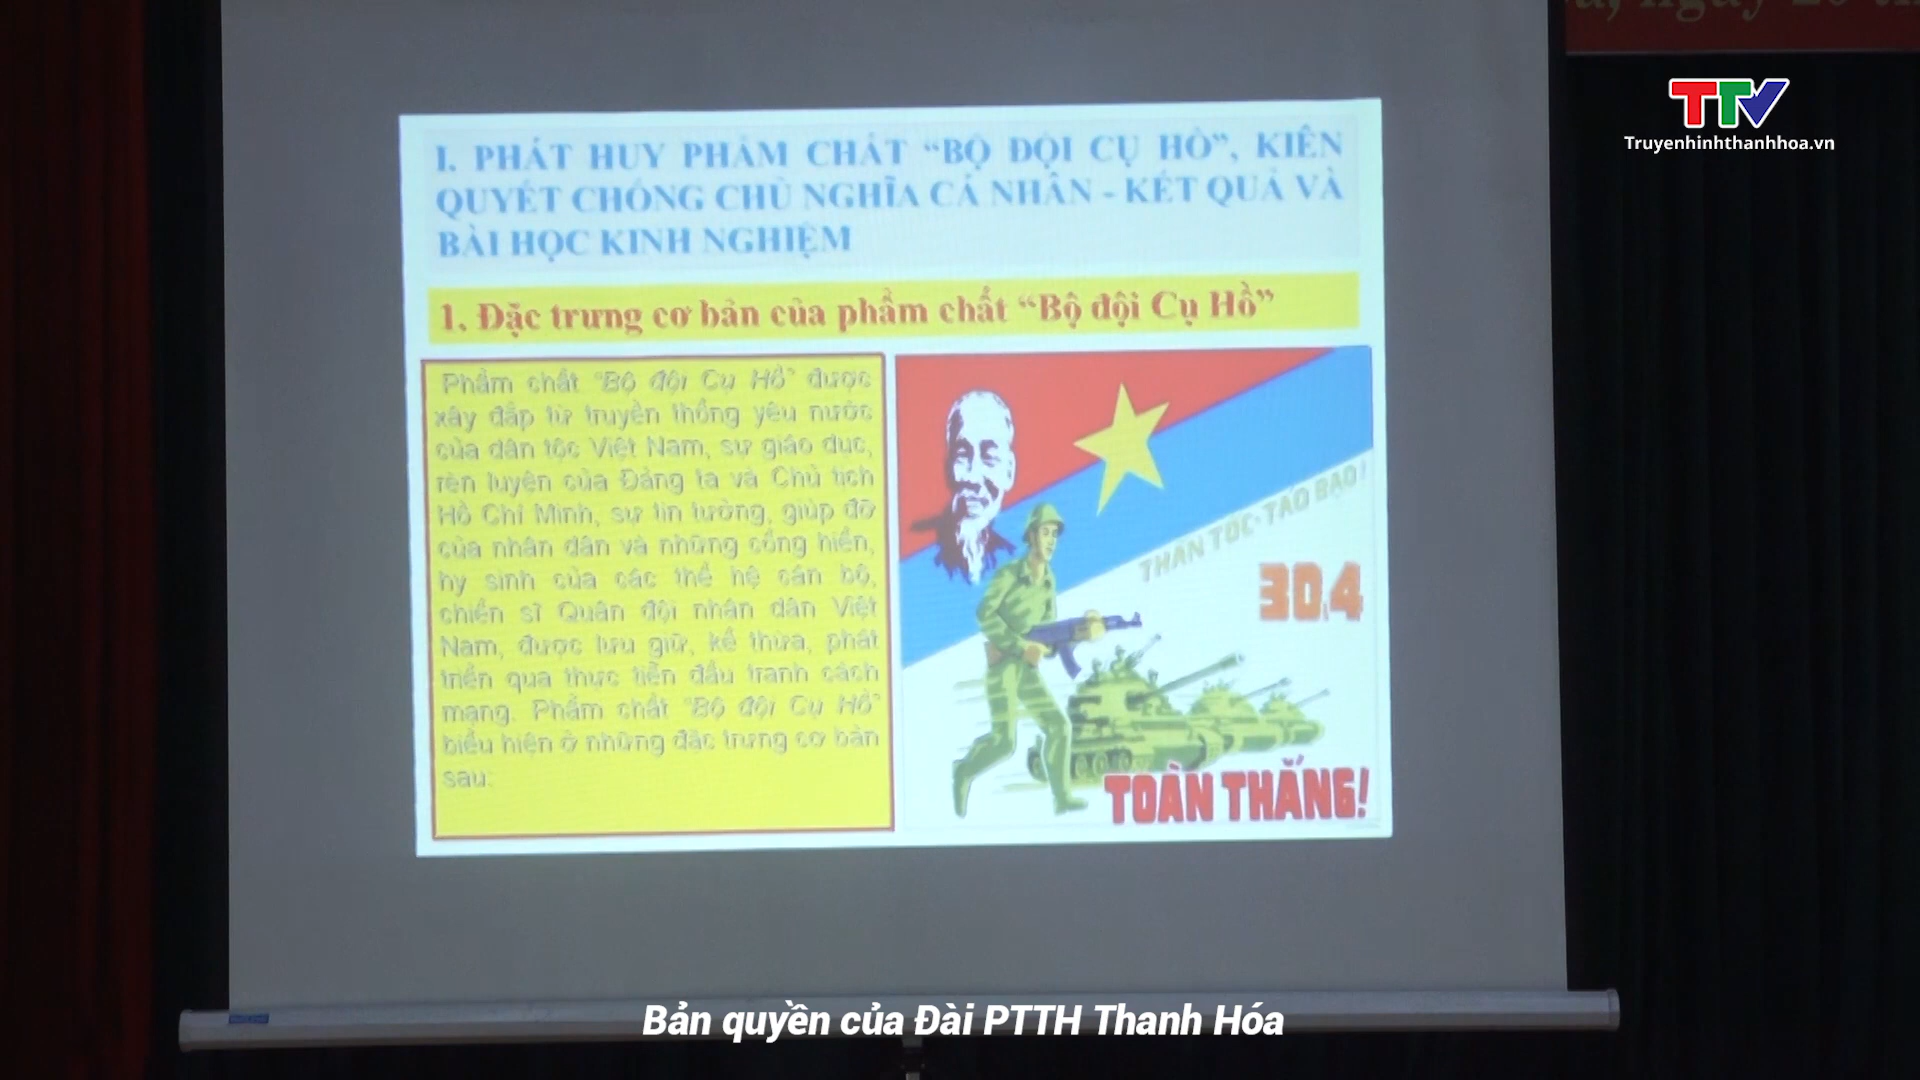 ngày 20 th
TTV
Truyenhinhthanhhoa.vn
I. PHÁT HUY PHẨM CHẤT “BỘ ĐỘI CỤ HỒ”, KIÊN
QUYẾT CHỐNG CHỦ NGHĨA CÁ NHÂN - KẾT QUẢ VÀ
BÀI HỌC KINH NGHIỆM
1. Đặc trưng cơ bản của phẩm chất “Bộ đội Cụ Hồ”
Phẩm chất “Bộ đội Cụ Hồ” được
xây đắp từ truyền thống yêu nước
của dân tộc Việt Nam, sự giáo dục,
rèn luyện của Đảng ta và Chủ tịch
Hồ Chí Minh, sự tin tưởng, giúp đỡ
của nhân dân và những cống hiến,
hy sinh của các thế hệ cán bộ,
chiến sĩ Quân đội nhân dân Việt
Nam, được lưu giữ, kế thừa, phát
triển qua thực tiễn đấu tranh cách
mạng. Phẩm chất “Bộ đội Cụ Hồ”
biểu hiện ở những đặc trưng cơ bản
sau:
THẦN TỐC-TÁO BẠO!
30.4
TOÀN THẮNG!
Bản quyền của Đài PTTH Thanh Hóa